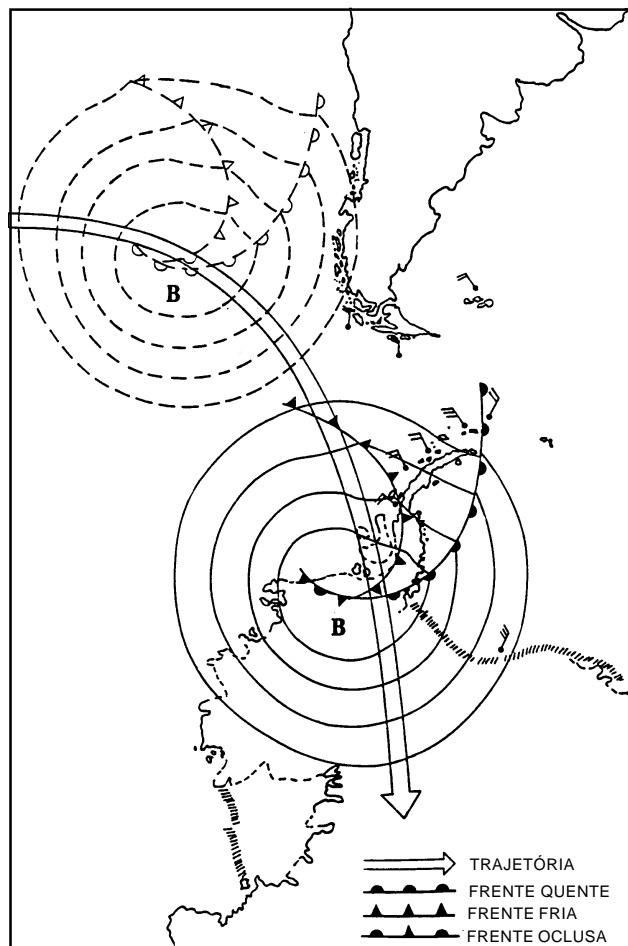 B
B
TRAJETÓRIA
FRENTE QUENTE
FRENTE FRIA
FRENTE OCLUSA